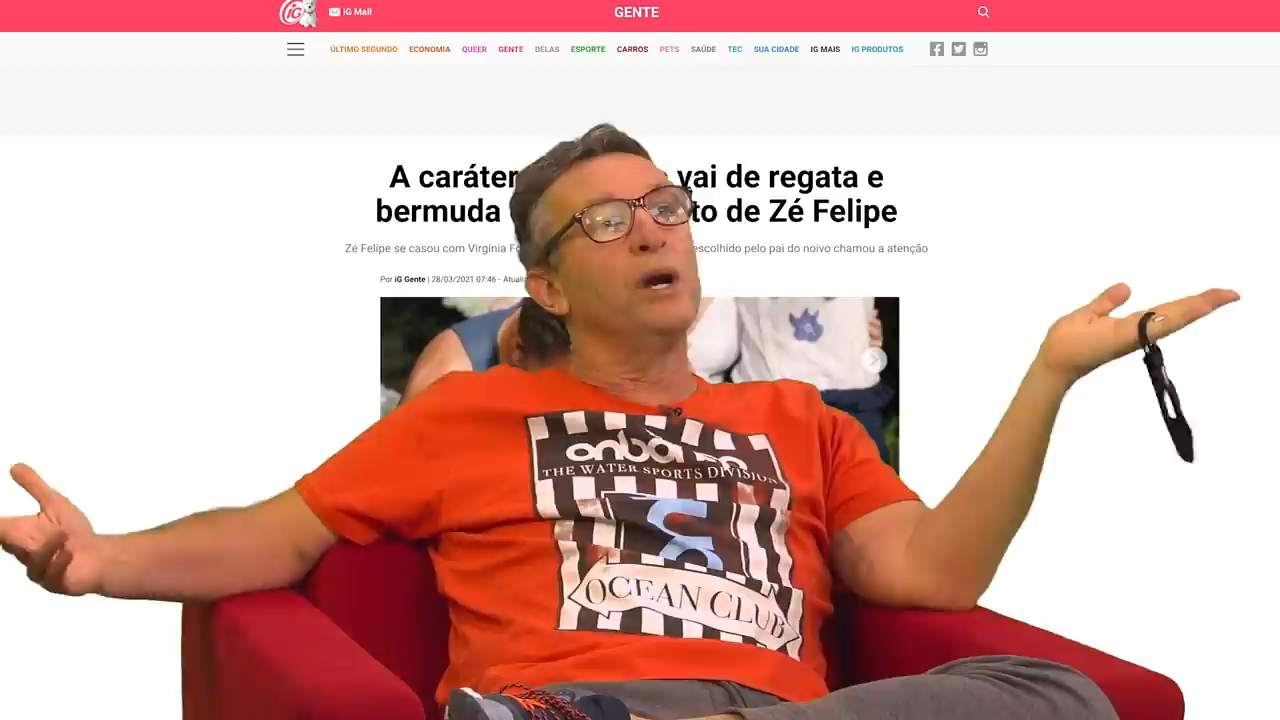 iG
iG Mail
GENTE
ÚLTIMO SEGUNDO ECONOMIA QUEER GENTE DELAS ESPORTE CARROS PETS SAÚDE TEC SUA CIDADE IG MAIS IG PRODUTOS
A caráter vai de regata e
bermuda to de Zé Felipe
Zé Felipe se casou com Virgínia escolhido pelo pai do noivo chamou a atenção
Por iG Gente | 28/03/2021 07:46 -
THE WATER SPORTS DIVISION
OCEAN CLUB